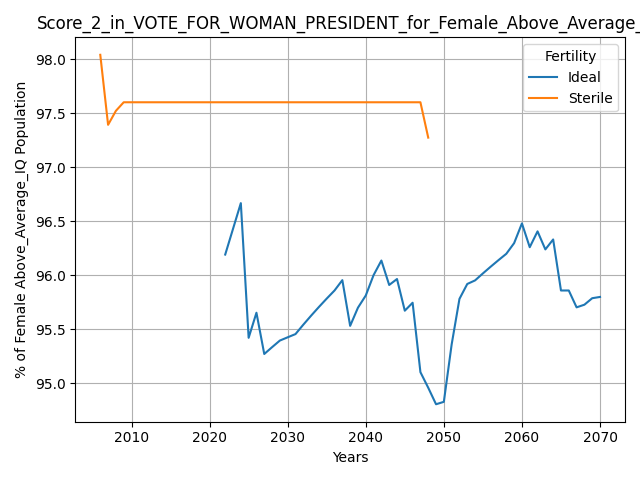 Score_2_in_VOTE_FOR_WOMAN_PRESIDENT_for_Female_Above_Average_
% of Female Above_Average_IQ Population
98.0
97.5
97.0
96.5
96.0
95.5
95.0
Fertility
Ideal
Sterile
2010 2020 2030 2040 2050 2060 2070
Years